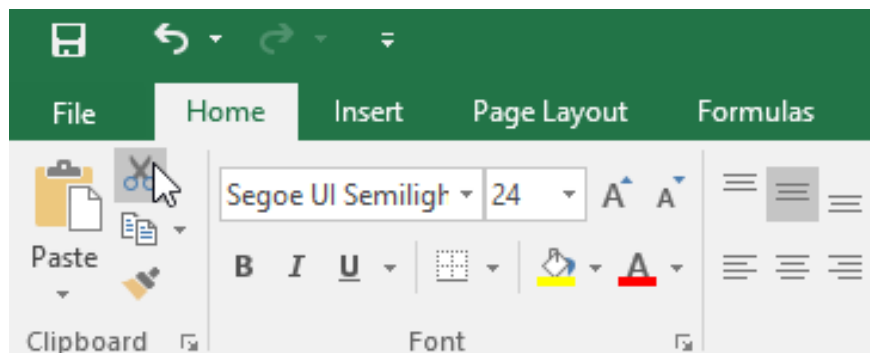 File Home Insert Page Layout Formulas
Segoe UI Semiligh 24 A A
Paste B I U A
Clipboard Font